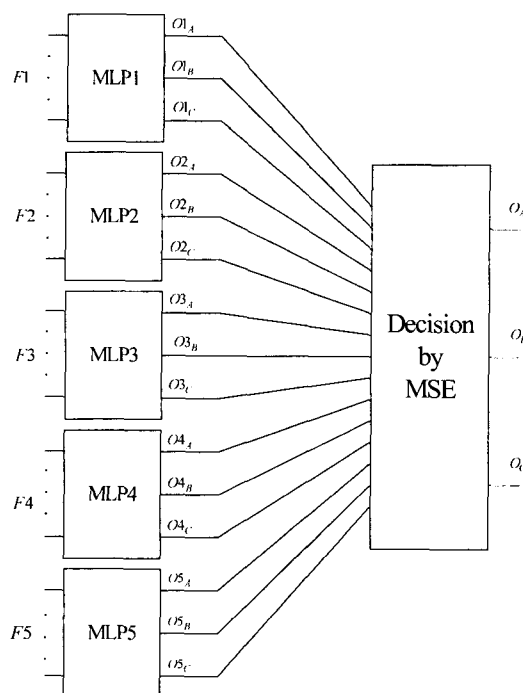 O1A
F1
MLP1
O1B
O1C
O2A
F2
MLP2
O2B
O2C
O3A
F3
MLP3
O3B
O3C
O4A
F4
MLP4
O4B
O4C
O5A
F5
MLP5
O5B
O5C
Decision
by
MSE
O
O
O